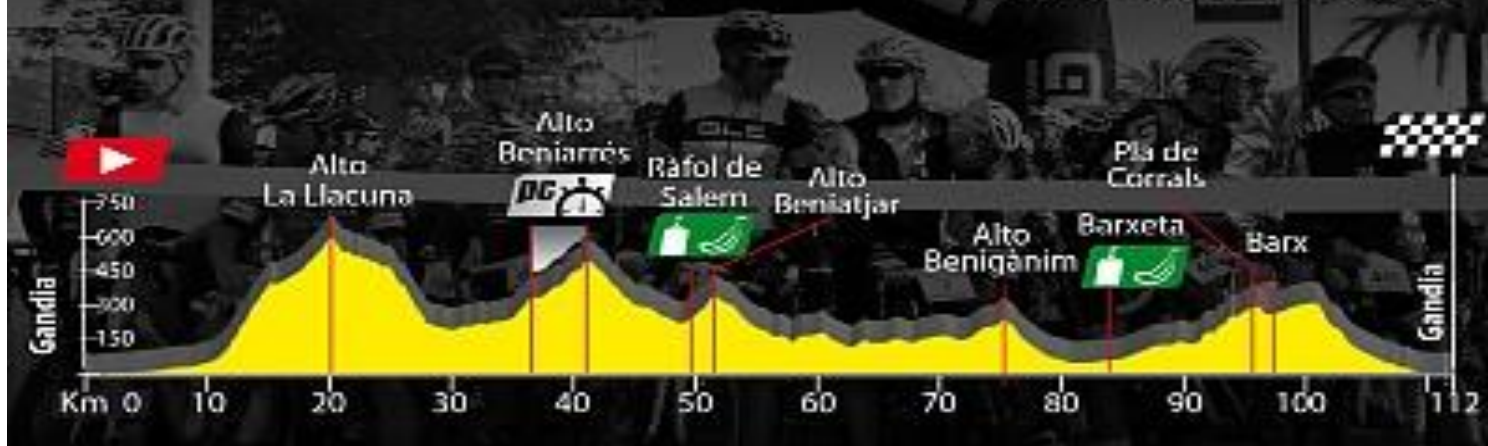 Alto
La Llacuna
Alto
Beniarrés
PC
Ràfol de
Salem
Alto
Beniatjar
Alto
Benigànim
Barxeta
Pla de
Corrals
Barx
Gandia
750
600
450
300
150
Gandia
Km 0 10 20 30 40 50 60 70 80 90 100 112